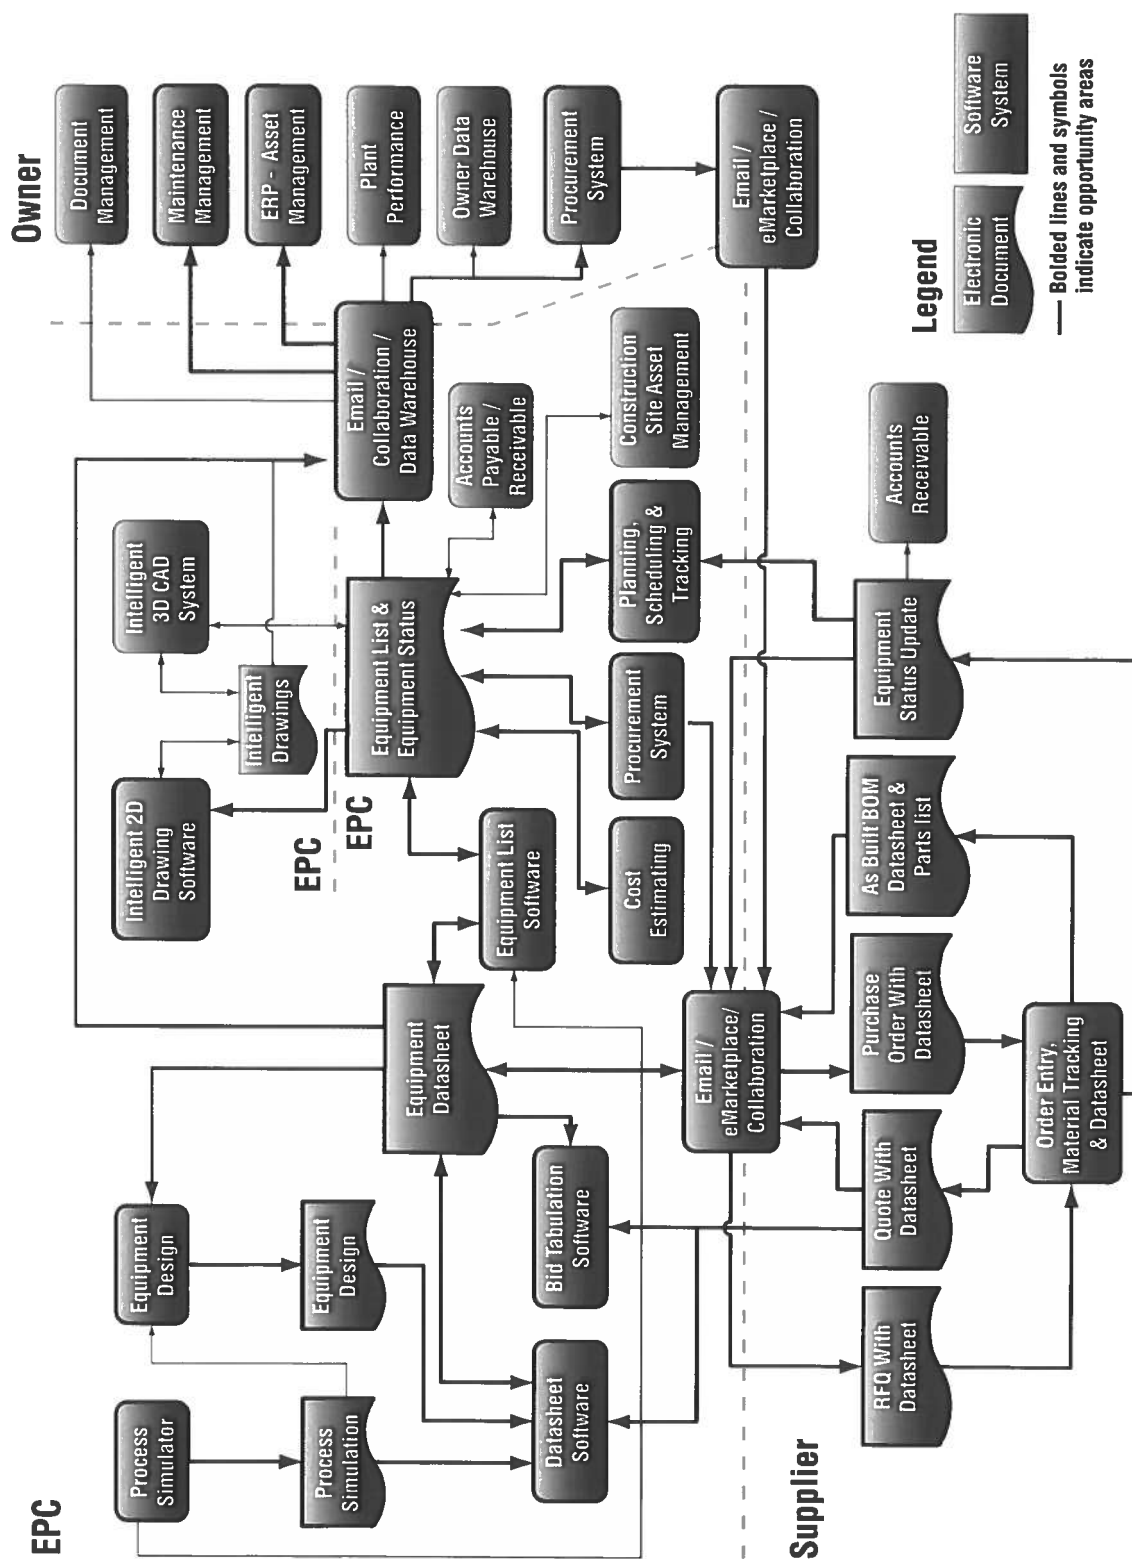 EPC
Process
Simulator
Process
Simulation
Equipment
Design
Equipment
Design
Datasheet
Software
Bid Tabulation
Software
Equipment
Datasheet
Equipment List
Software
Intelligent 2D
Drawing
Software
Intelligent
Drawings
Intelligent
3D CAD
System
EPC
EPC
Equipment List &
Equipment Status
Cost
Estimating
Procurement
System
Planning,
Scheduling &
Tracking
Construction
Site Asset
Management
Accounts
Payable /
Receivable
Email /
Collaboration /
Data Warehouse
Owner
Document
Management
Maintenance
Management
ERP - Asset
Management
Plant
Performance
Owner Data
Warehouse
Procurement
System
Email /
eMarketplace /
Collaboration
Email /
eMarketplace/
Collaboration
Supplier
RFQ With
Datasheet
Quote With
Datasheet
Purchase
Order With
Datasheet
As Built BOM
Datasheet &
Parts list
Equipment
Status Update
Accounts
Receivable
Order Entry,
Material Tracking
& Datasheet
Legend
Electronic
Document
Software
System
Bolded lines and symbols
indicate opportunity areas